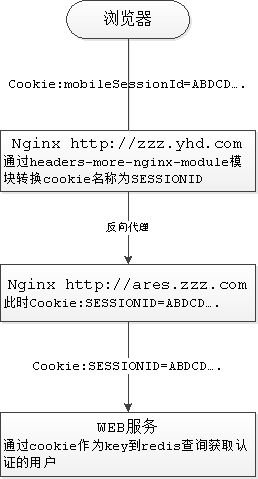 浏览器
Cookie:mobileSessionId=ABDCD….
Nginx http://zzz.yhd.com
通过headers-more-nginx-module模
块转换cookie名称为SESSIONID
反向代理
Nginx http://ares.zzz.com
此时Cookie:SESSIONID=ABDCD….
Cookie:SESSIONID=ABDCD….
WEB服务
通过cookie作为key到redis查询获取认
证的用户